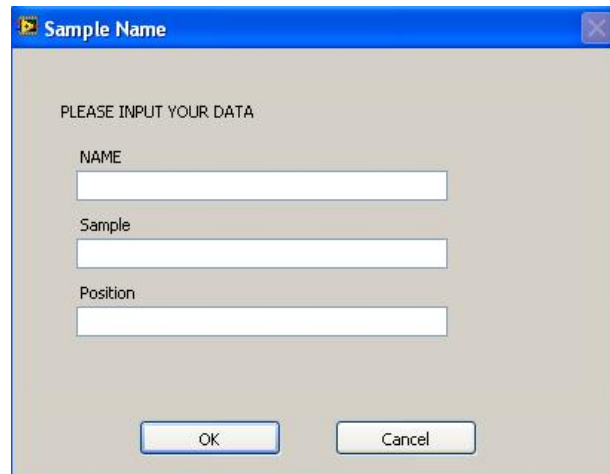 Sample Name
PLEASE INPUT YOUR DATA
NAME
Sample
Position
OK Cancel